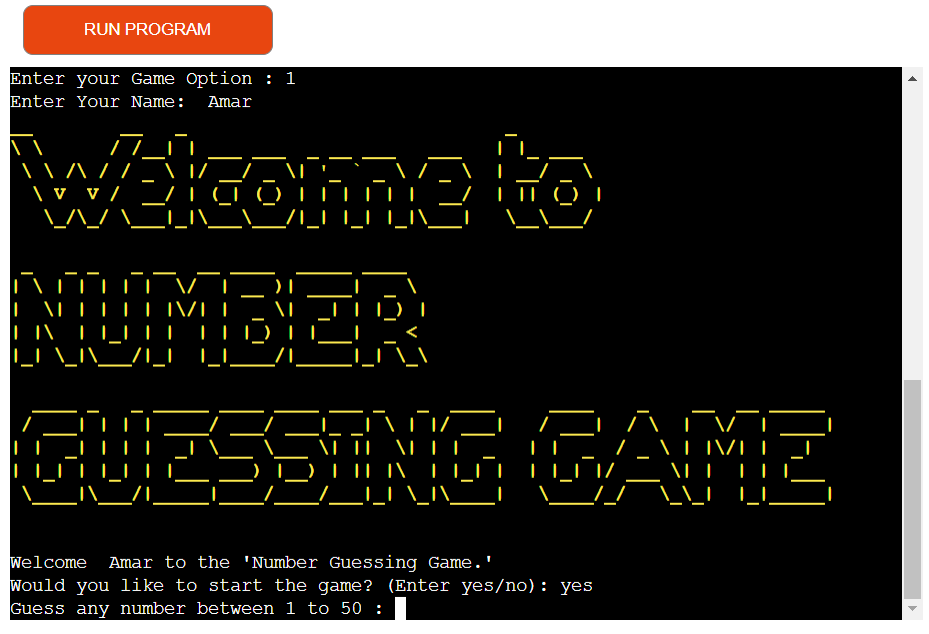 RUN PROGRAM
Enter your Game Option : 1
Enter Your Name:  Amar
Welcome to
NUMBER
GUESSING GAME
Welcome  Amar to the 'Number Guessing Game.'
Would you like to start the game? (Enter yes/no): yes
Guess any number between 1 to 50 :